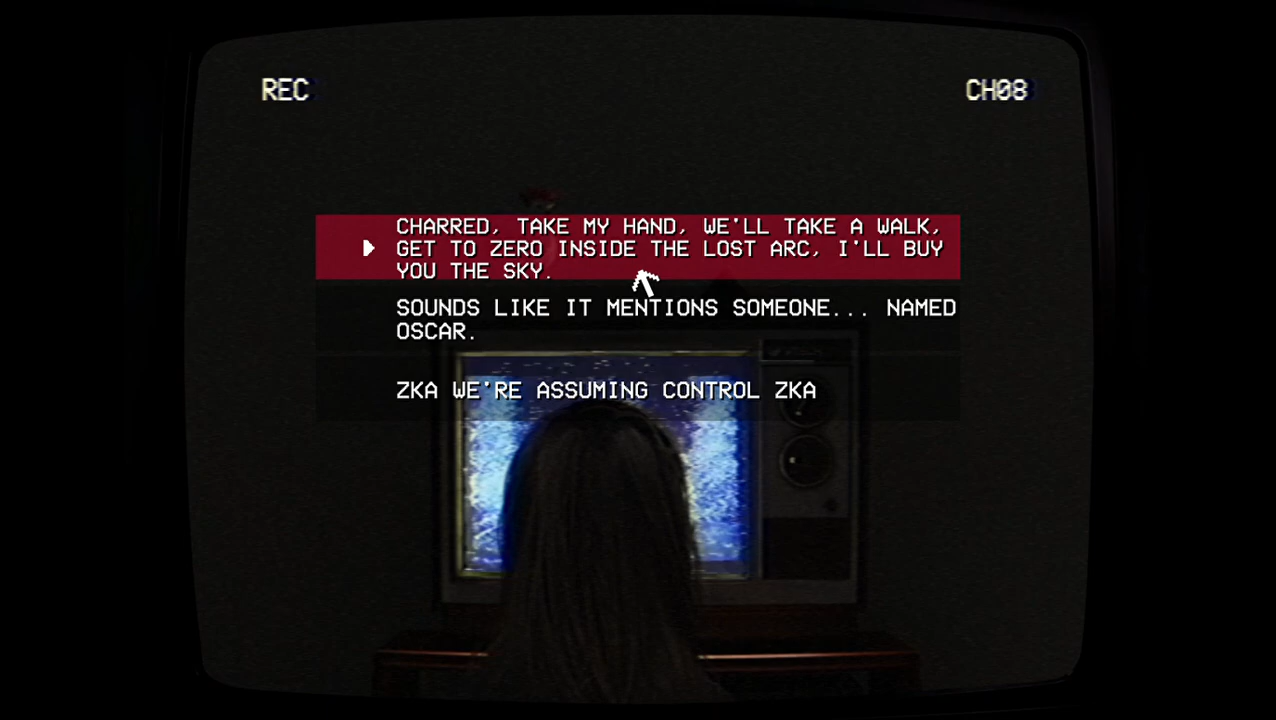 REC
CH08
CHARRED, TAKE MY HAND, WE'LL TAKE A WALK,
GET TO ZERO INSIDE THE LOST ARC, I'LL BUY
YOU THE SKY.
SOUNDS LIKE IT MENTIONS SOMEONE... NAMED
OSCAR.
ZKA WE'RE ASSUMING CONTROL ZKA